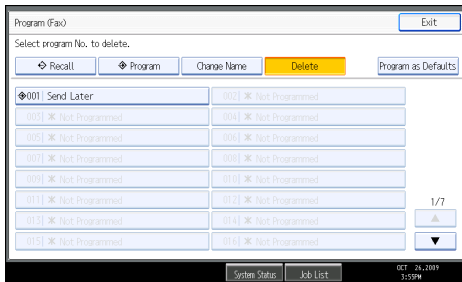 Program (Fax) Exit
Select program No. to delete.
Recall Program Change Name Delete Program as Defaults
001 Send Later 002 Not Programmed
003 Not Programmed 004 Not Programmed
005 Not Programmed 006 Not Programmed
007 Not Programmed 008 Not Programmed
009 Not Programmed 010 Not Programmed
011 Not Programmed 012 Not Programmed
1/7
013 Not Programmed 014 Not Programmed
015 Not Programmed 016 Not Programmed
System Status Job List OCT 26,2009
3:55PM